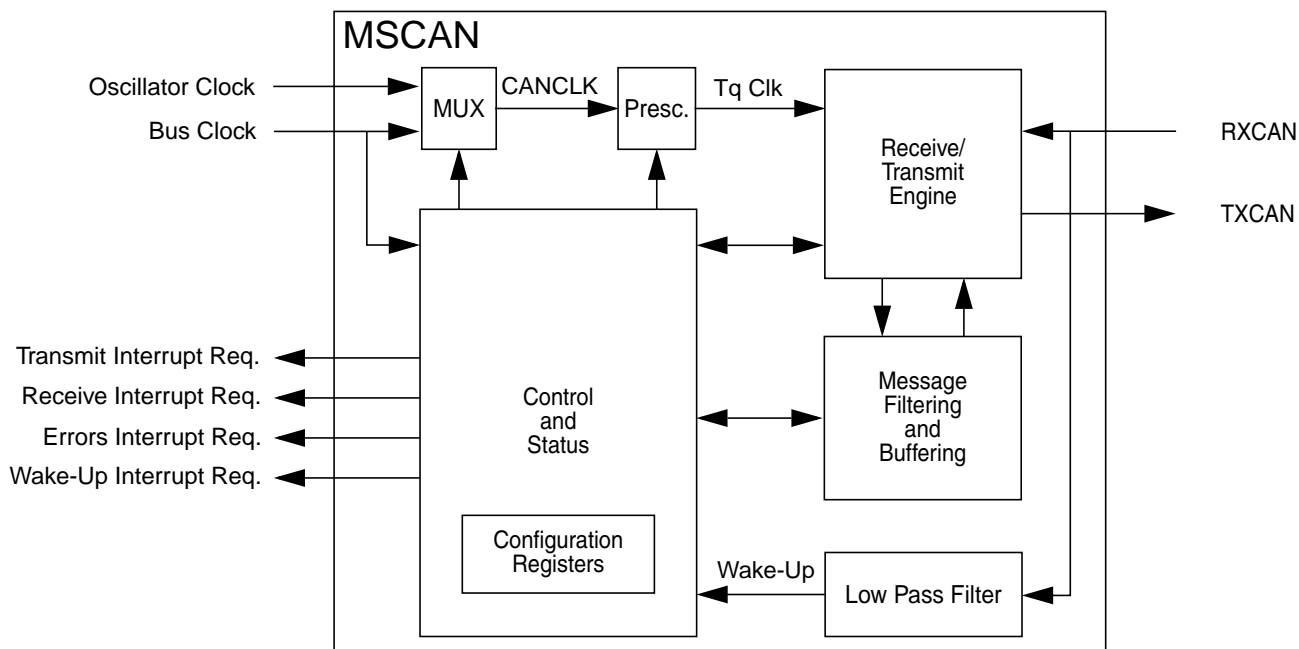 MSCAN
Oscillator Clock
Bus Clock
MUX
CANCLK
Presc.
Tq Clk
Receive/
Transmit
Engine
RXCAN
TXCAN
Transmit Interrupt Req.
Receive Interrupt Req.
Errors Interrupt Req.
Wake-Up Interrupt Req.
Control
and
Status
Message
Filtering
and
Buffering
Configuration
Registers
Wake-Up
Low Pass Filter